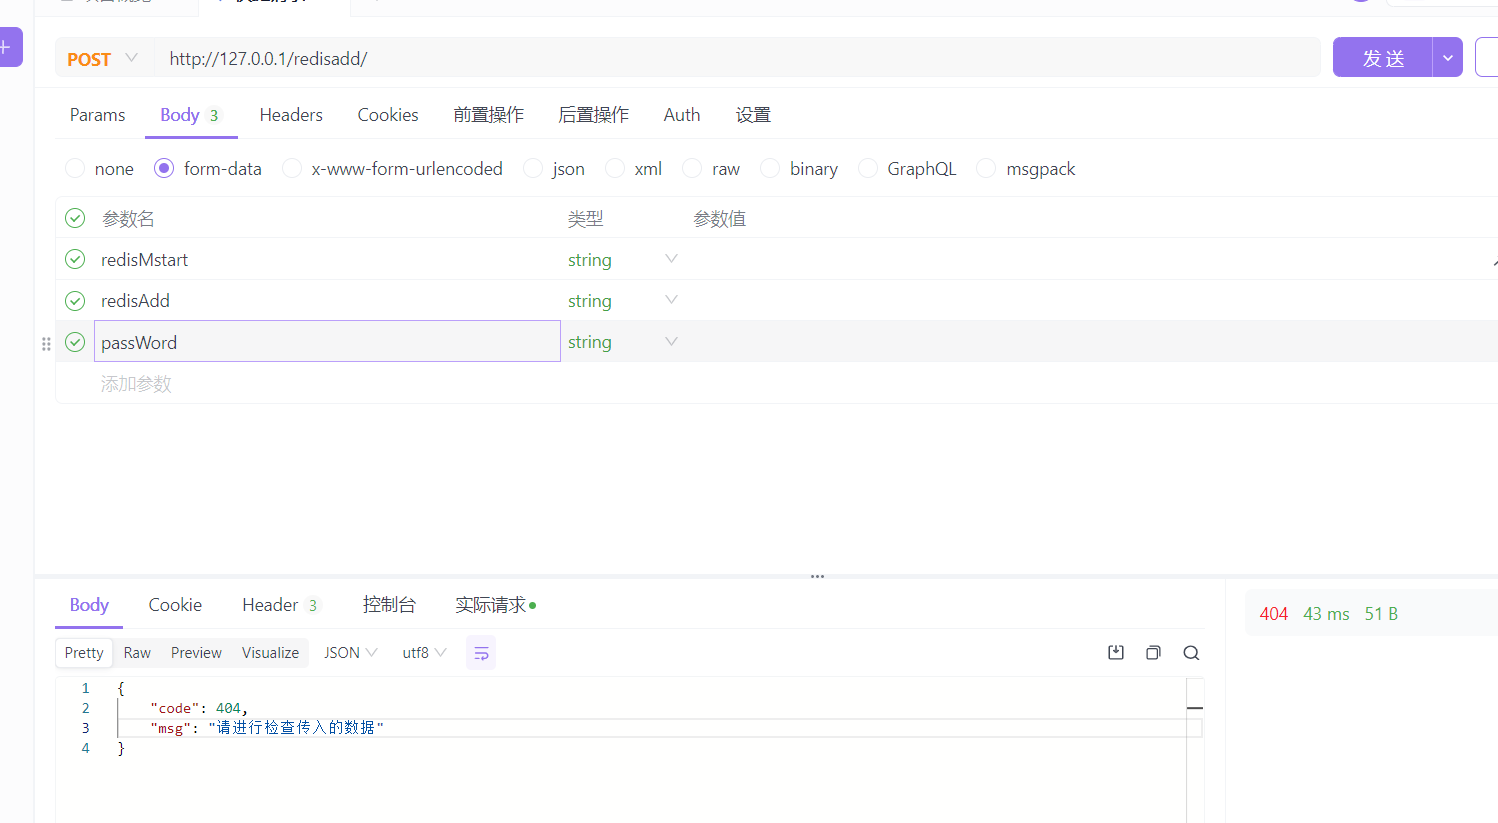 POST http://127.0.0.1/redisadd/ 发送
Params Body 3 Headers Cookies 前置操作 后置操作 Auth 设置
none form-data x-www-form-urlencoded json xml raw binary GraphQL msgpack
参数名 类型 参数值
redisMstart string
redisAdd string
passWord string
添加参数
Body Cookie Header 3 控制台 实际请求
404 43 ms 51 B
Pretty Raw Preview Visualize JSON utf8
1 {
2 "code": 404,
3 "msg": "请进行检查传入的数据"
4 }